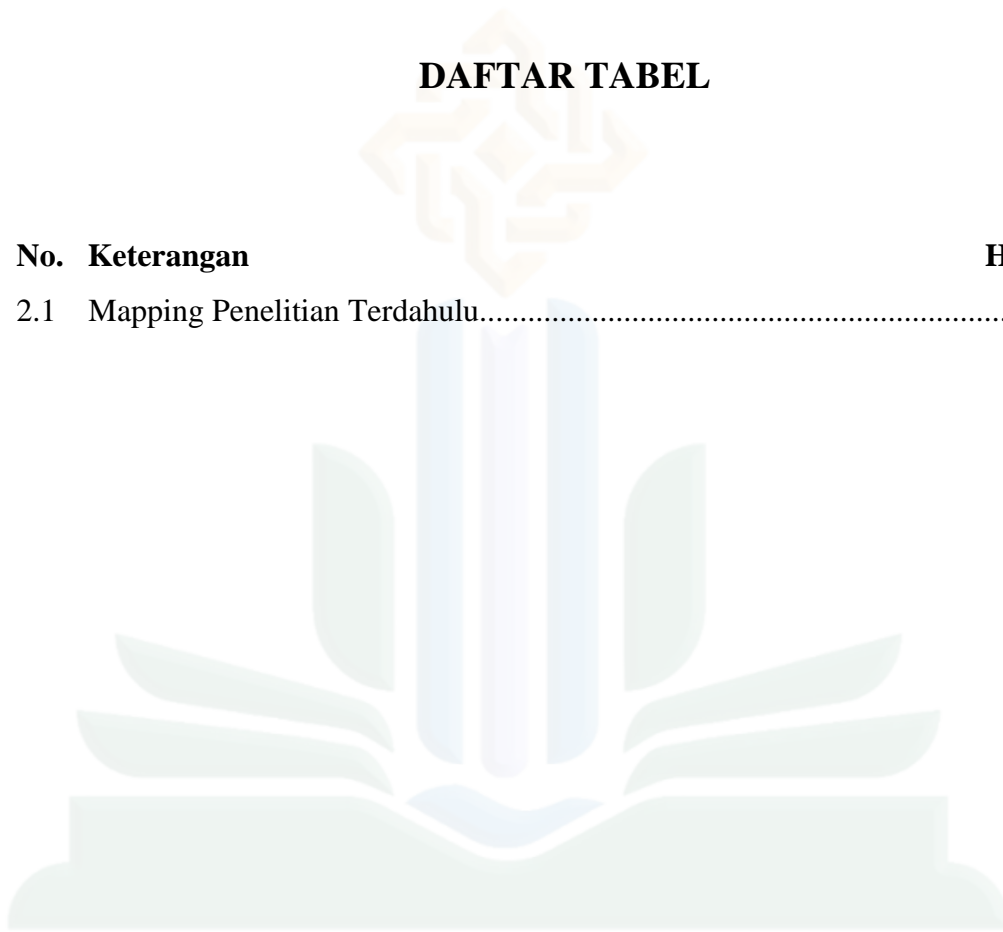 DAFTAR TABEL
No. Keterangan
2.1 Mapping Penelitian Terdahulu..................................................................